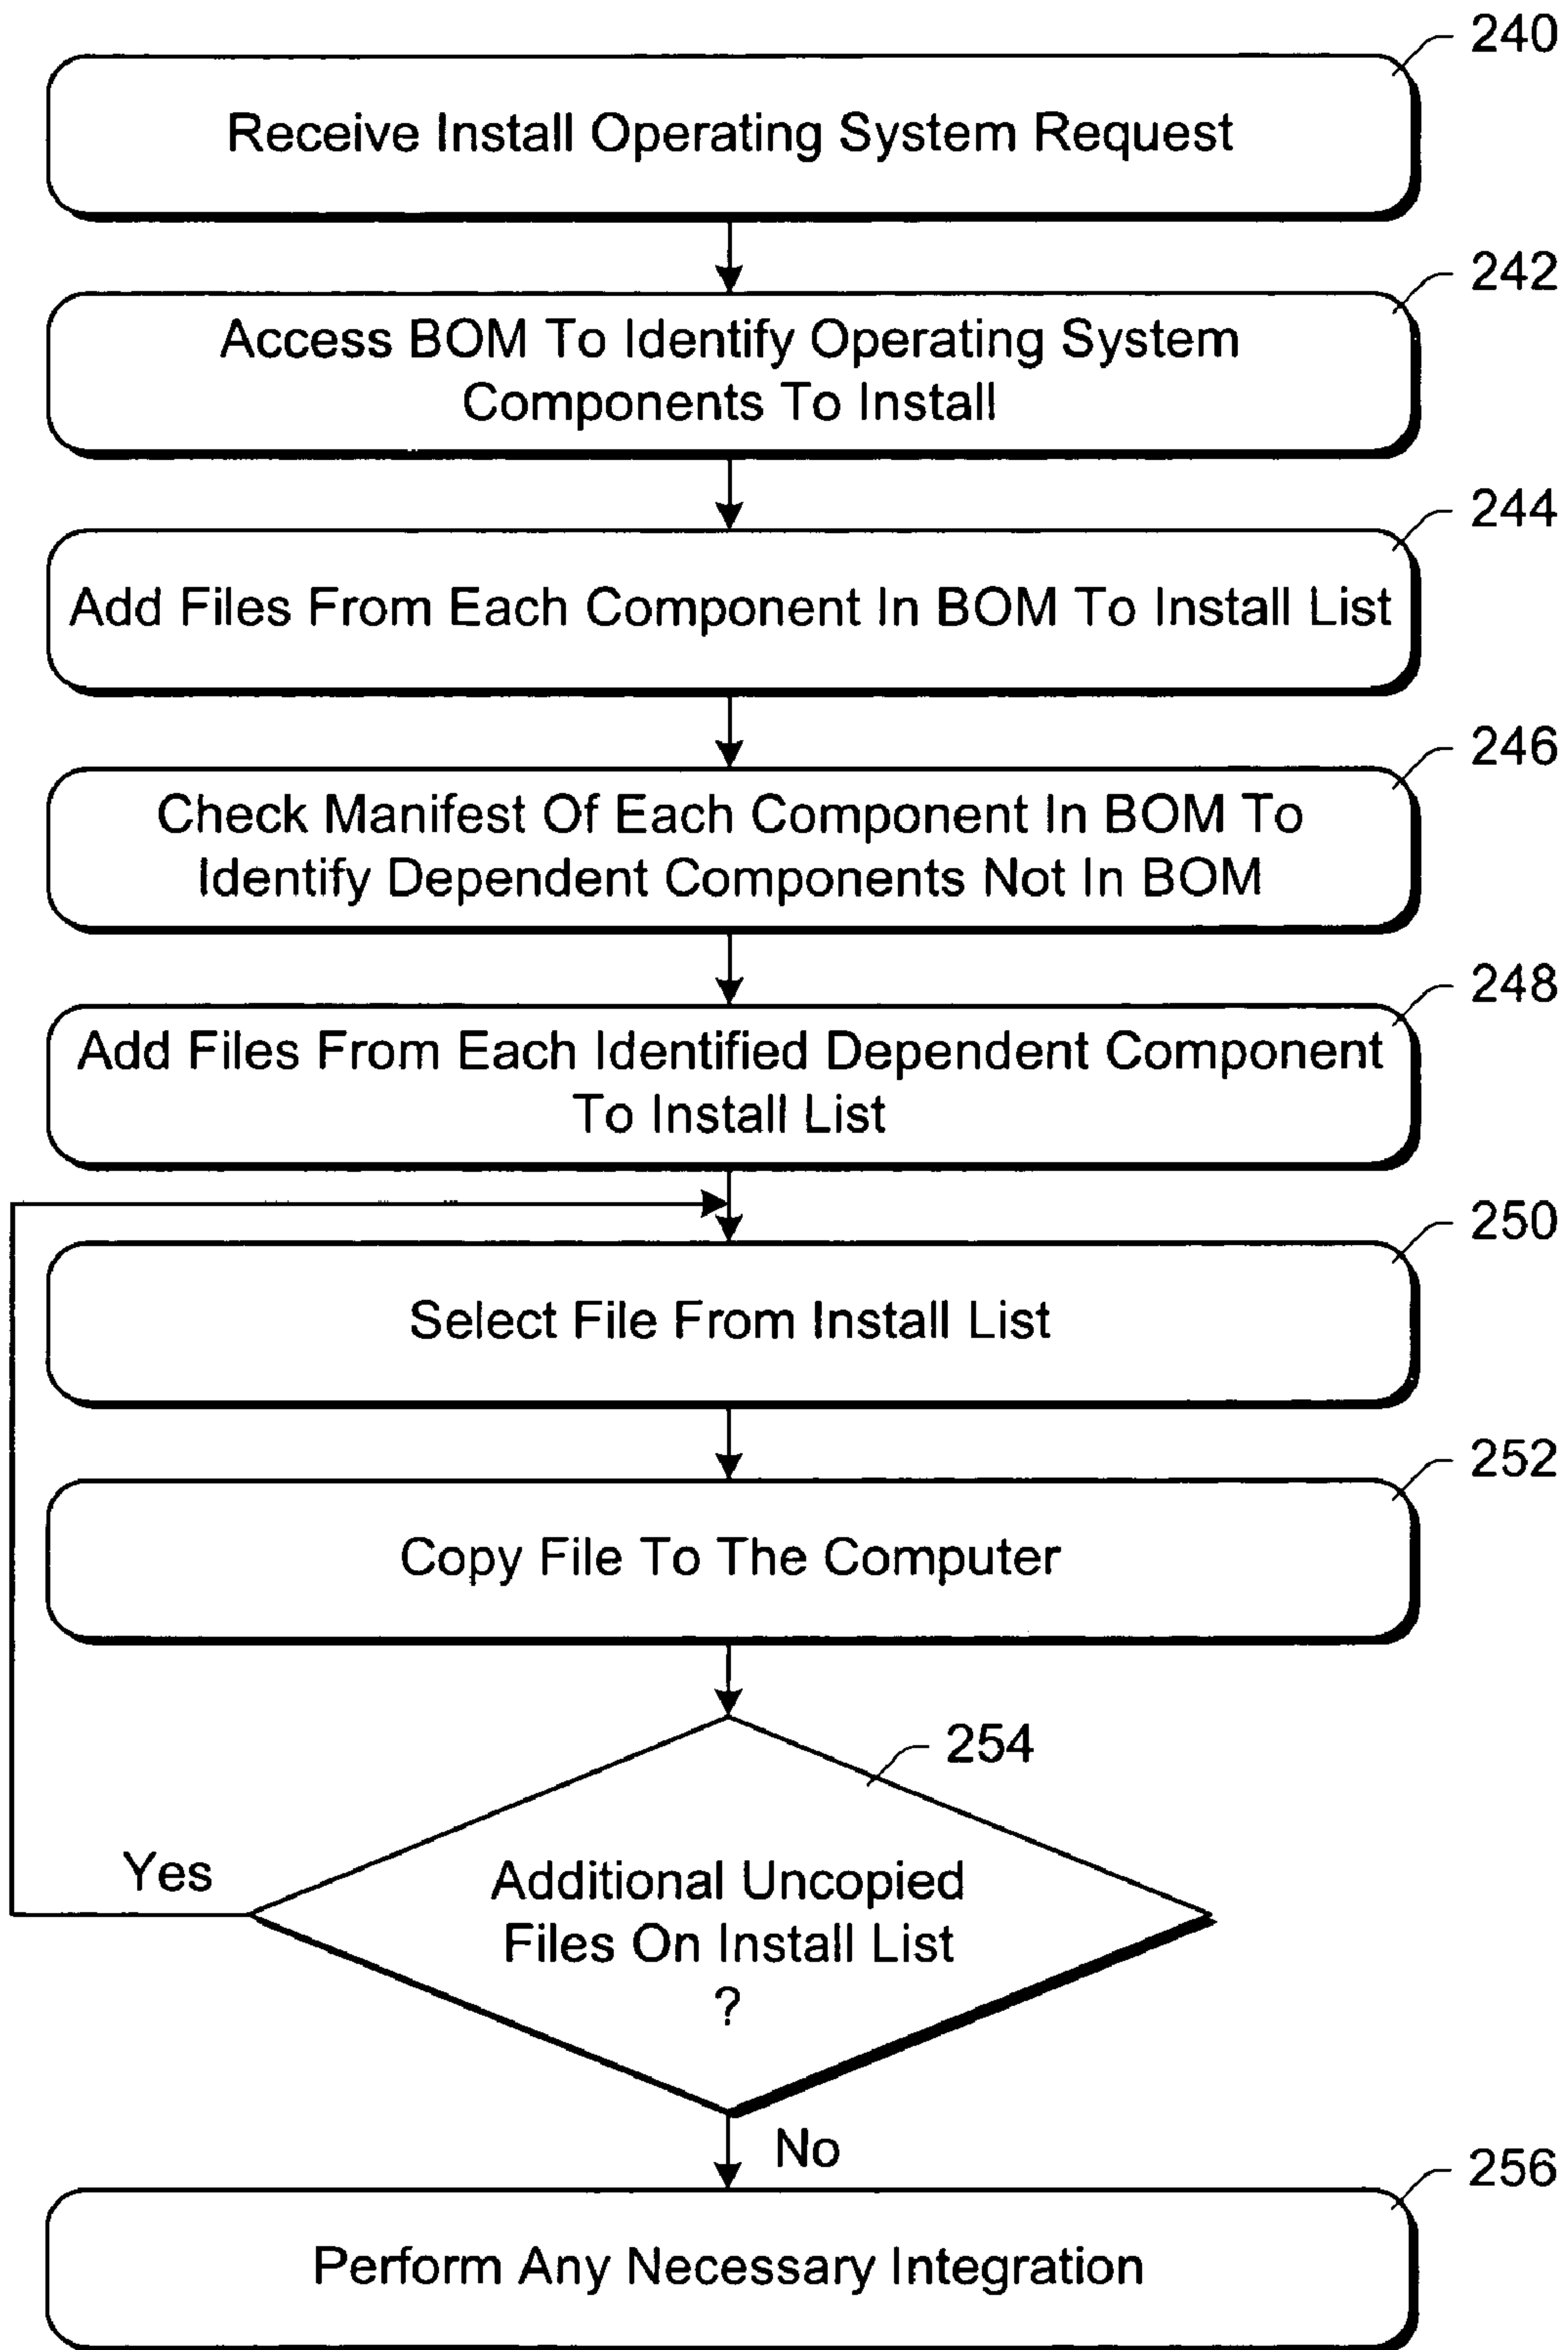 240
Receive Install Operating System Request
242
Access BOM To Identify Operating System
Components To Install
244
Add Files From Each Component In BOM To Install List
246
Check Manifest Of Each Component In BOM To
Identify Dependent Components Not In BOM
248
Add Files From Each Identified Dependent Component
To Install List
250
Select File From Install List
252
Copy File To The Computer
254
Yes
Additional Uncopied
Files On Install List
?
No
256
Perform Any Necessary Integration